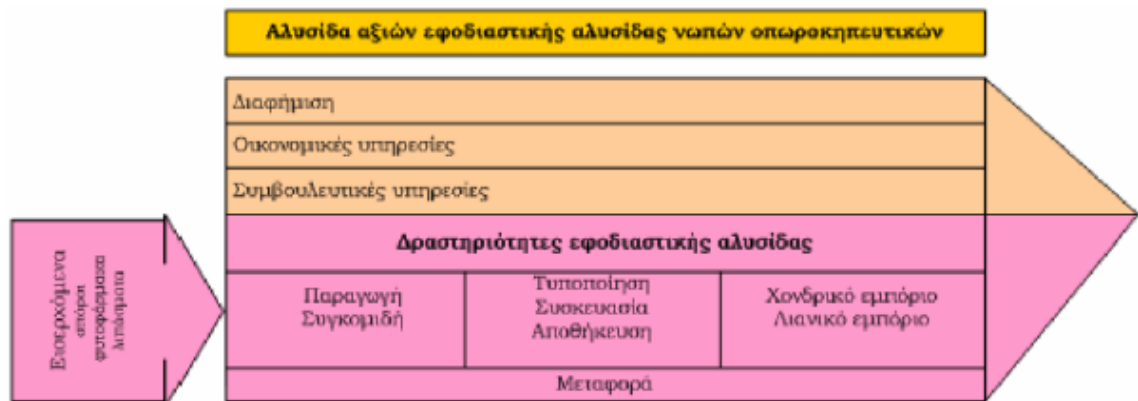 Αλυσίδα αξιών εφοδιαστικής αλυσίδας νωπών οπωροκηπευτικών
Διαφήμιση
Οικονομικές υπηρεσίες
Συμβουλευτικές υπηρεσίες
Δραστηριότητες εφοδιαστικής αλυσίδας
Εισερχόμενα
σπόροι
φυτοφάρμακα
λιπάσματα
Παραγωγή
Συγκομιδή
Τυποποίηση
Συσκευασία
Αποθήκευση
Χονδρικό εμπόριο
Λιανικό εμπόριο
Μεταφορά